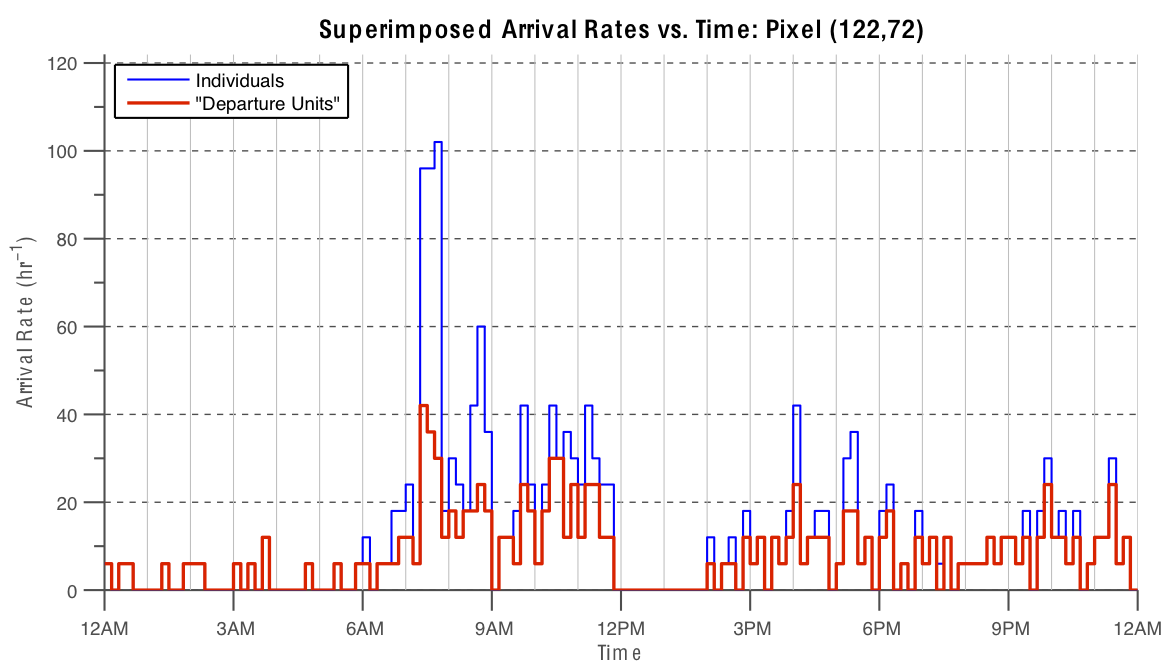 Superimposed Arrival Rates vs. Time: Pixel (122,72)
Individuals
"Departure Units"
120
100
80
60
40
20
0
Arrival Rate (hr⁻¹)
12AM 3AM 6AM 9AM 12PM 3PM 6PM 9PM 12AM
Time